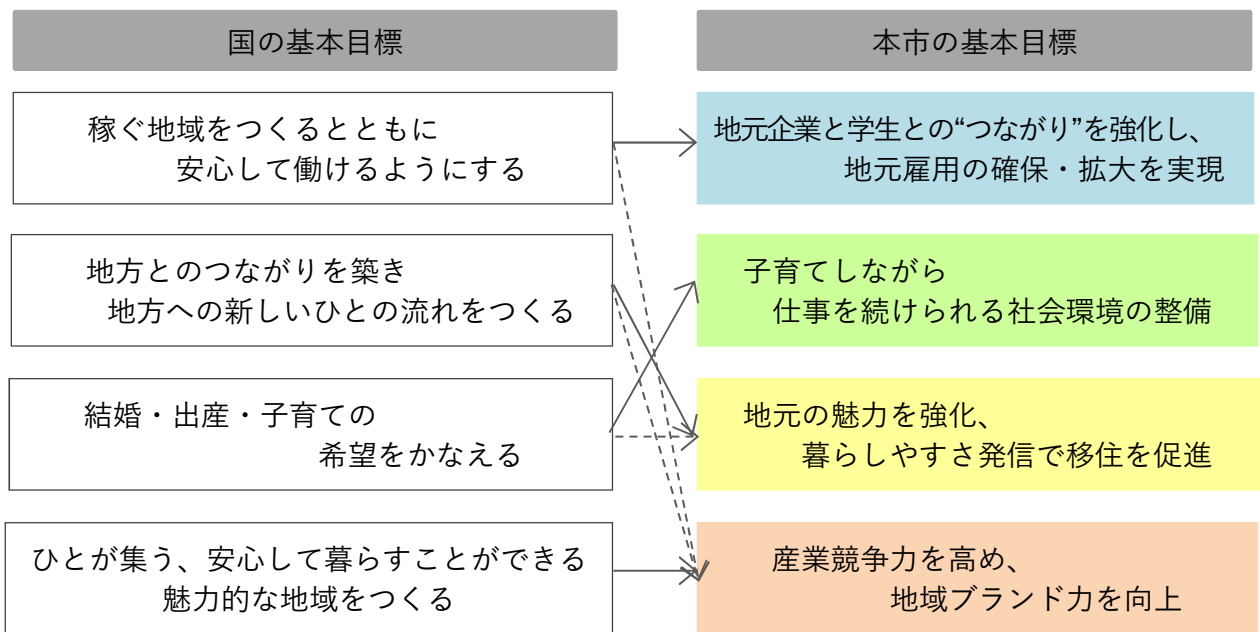 国の基本目標
本市の基本目標
稼ぐ地域をつくるとともに
安心して働けるようにする
地元企業と学生との“つながり”を強化し、
地元雇用の確保・拡大を実現
地方とのつながりを築き
地方への新しいひとの流れをつくる
子育てしながら
仕事を続けられる社会環境の整備
結婚・出産・子育ての
希望をかなえる
地元の魅力を強化、
暮らしやすさ発信で移住を促進
ひとが集う、安心して暮らすことができる
魅力的な地域をつくる
産業競争力を高め、
地域ブランド力を向上